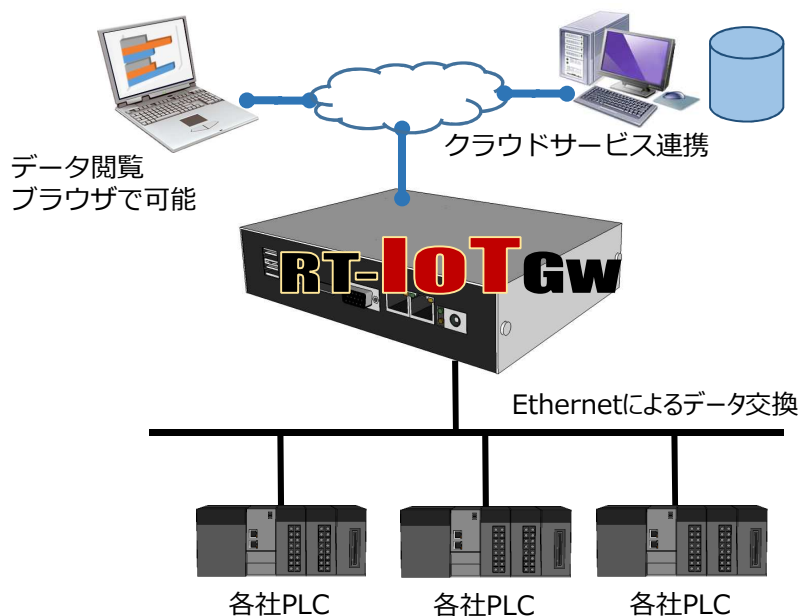 クラウドサービス連携
データ閲覧
ブラウザで可能
RT-IoTGW
Ethernetによるデータ交換
各社PLC
各社PLC
各社PLC